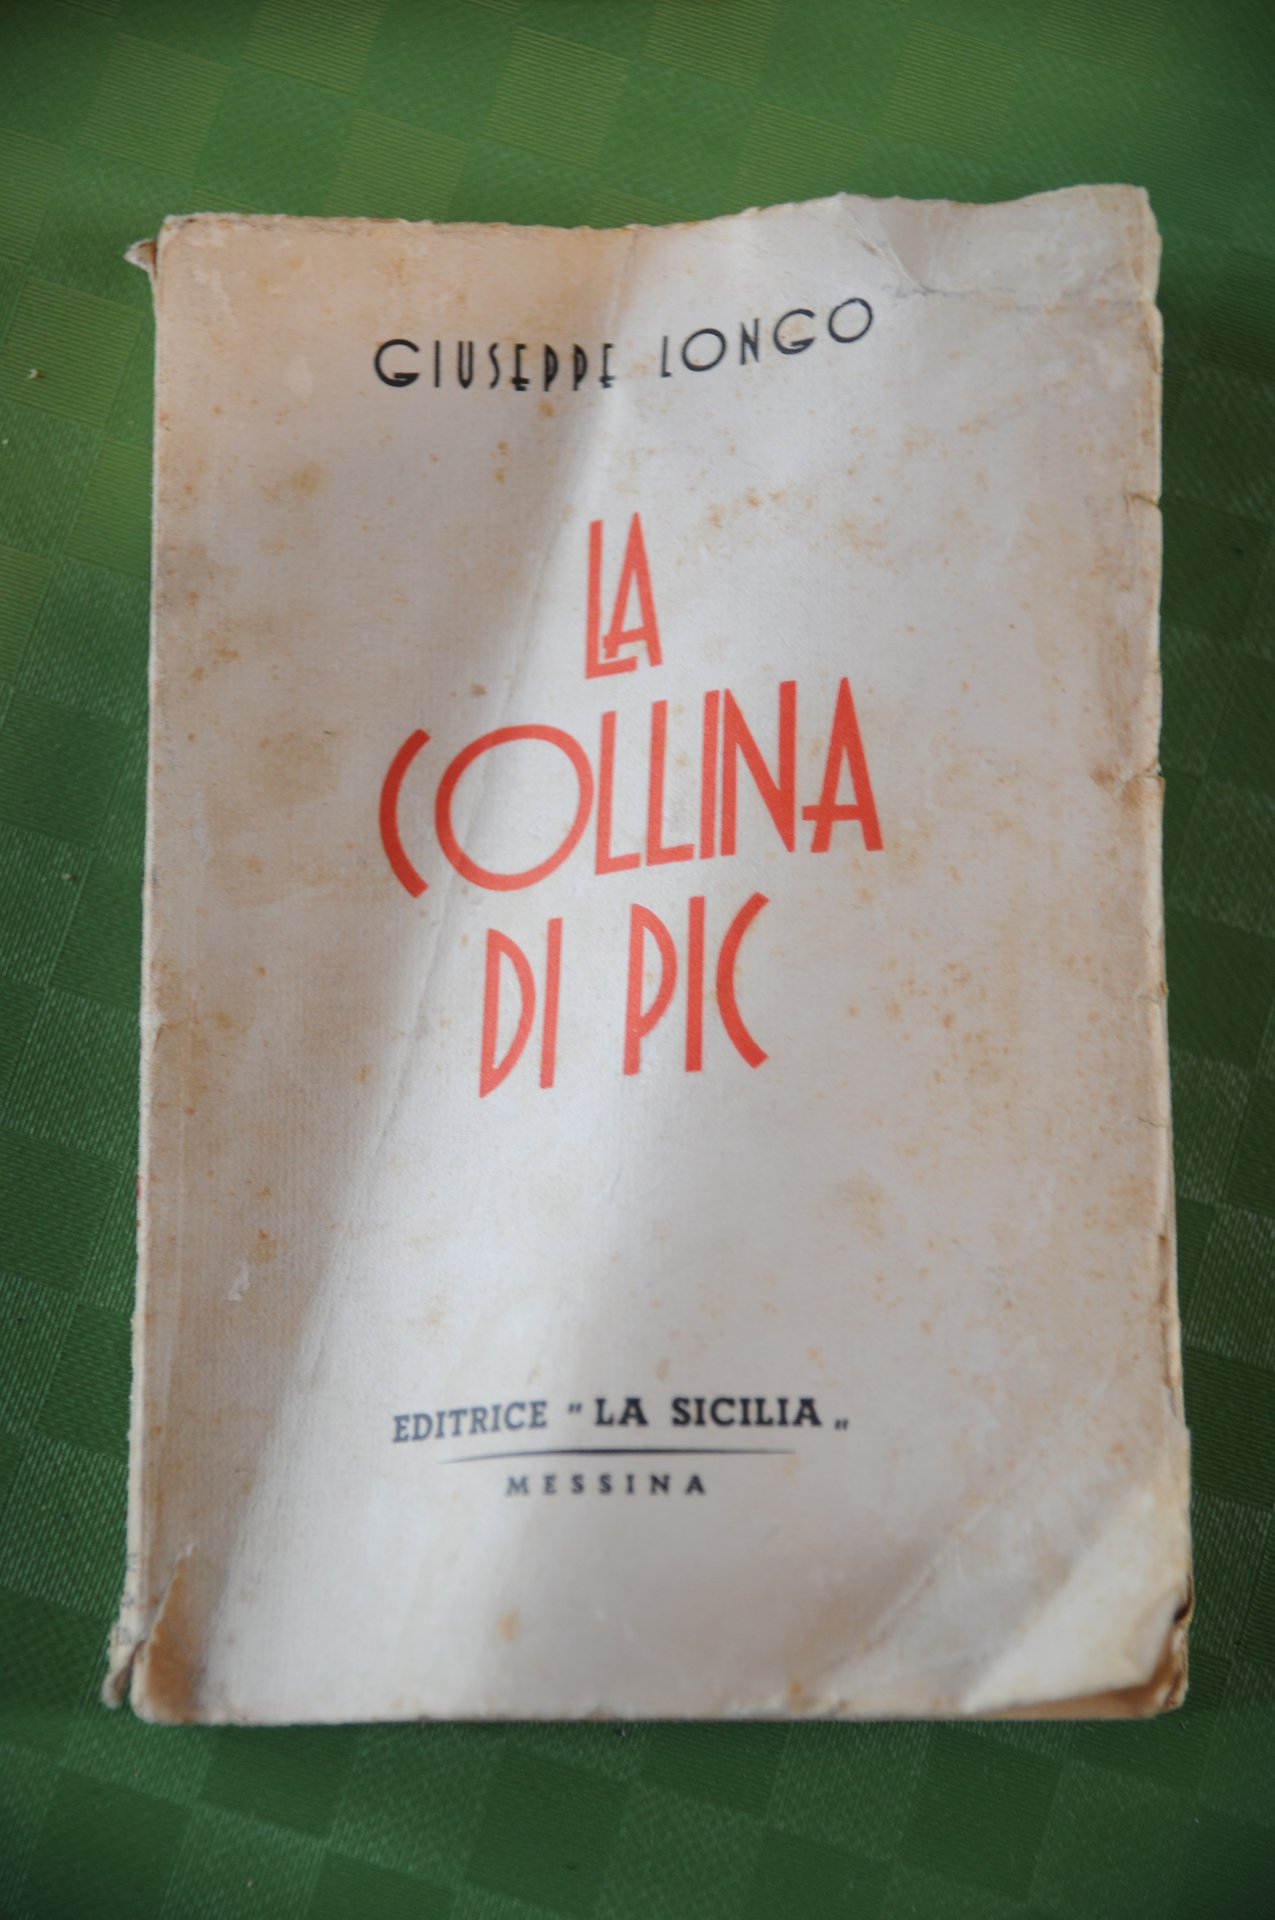 GIUSEPPE LONGO
LA
COLLINA
DI PIC
EDITRICE " LA SICILIA „
MESSINA